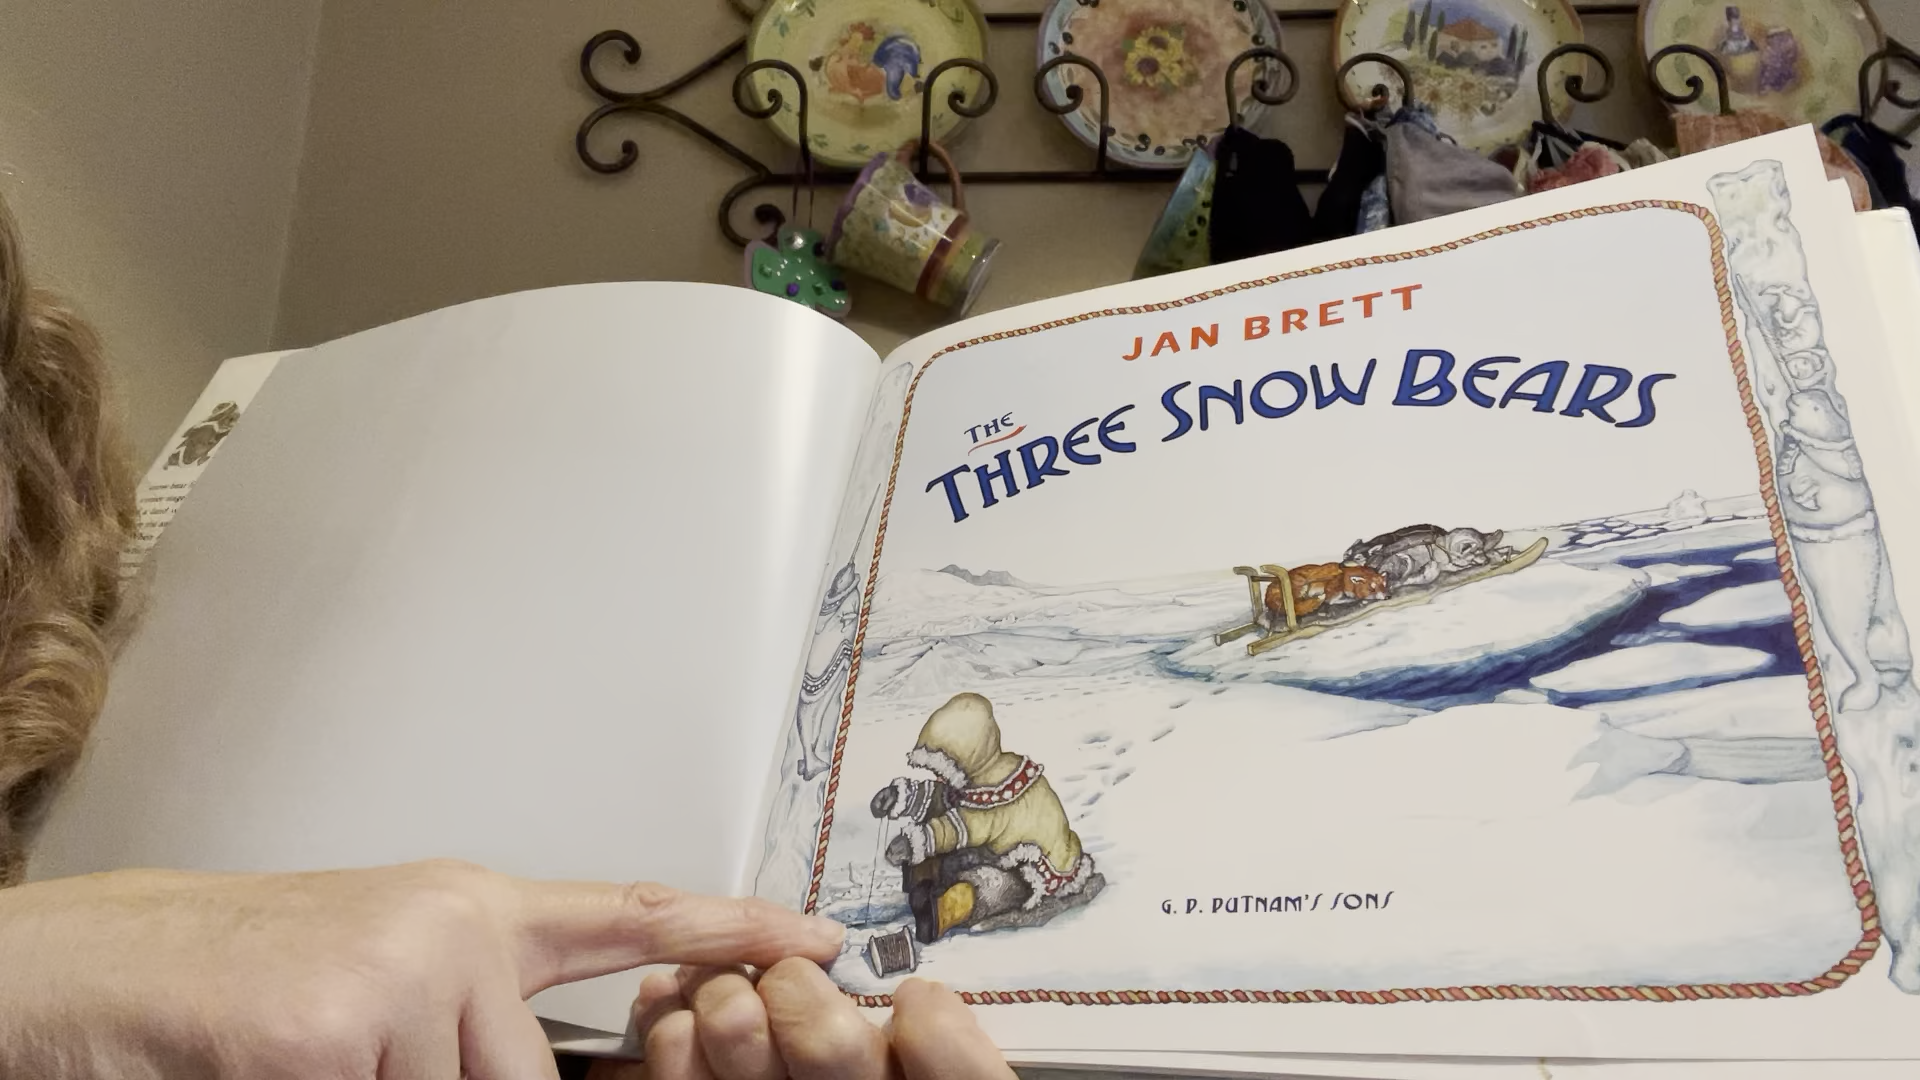 JAN BRETT
THE
THREE SNOW BEARS
G. P. PUTNAM'S SONS